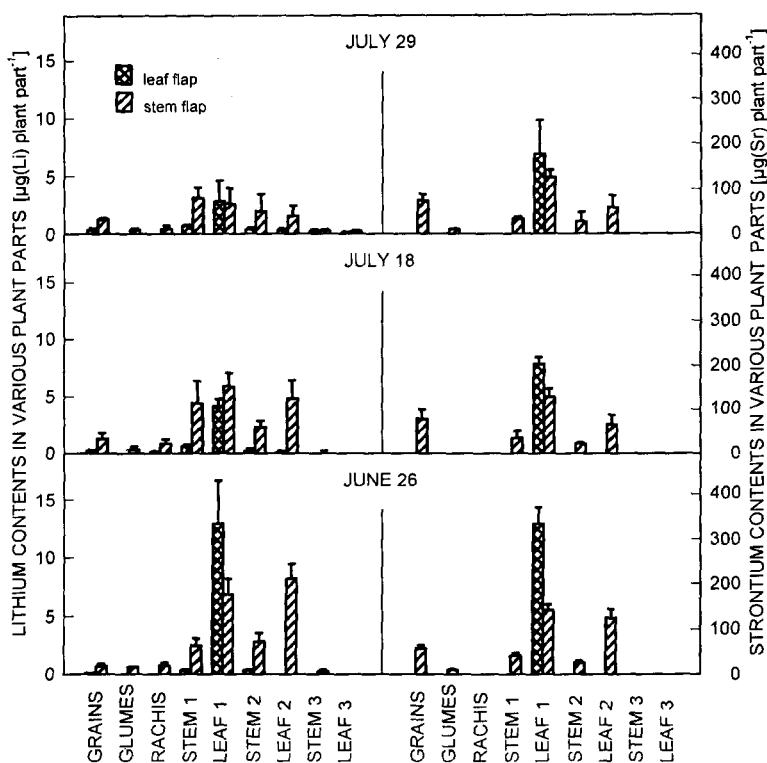 LITHIUM CONTENTS IN VARIOUS PLANT PARTS [µg(Li) plant part⁻¹]
STRONTIUM CONTENTS IN VARIOUS PLANT PARTS [µg(Sr) plant part⁻¹]
JULY 29
leaf flap
stem flap
15
10
5
0
400
300
200
100
0
JULY 18
15
10
5
0
400
300
200
100
0
JUNE 26
15
10
5
0
400
300
200
100
0
GRAINS
GLUMES
RACHIS
STEM 1
LEAF 1
STEM 2
LEAF 2
STEM 3
LEAF 3
GRAINS
GLUMES
RACHIS
STEM 1
LEAF 1
STEM 2
LEAF 2
STEM 3
LEAF 3